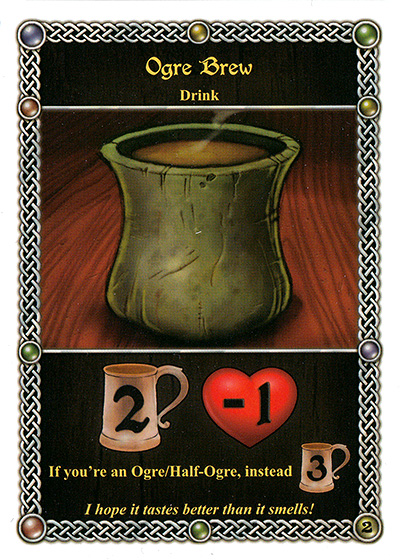 Ogre Brew
Drink
2 -1
If you're an Ogre/Half-Ogre, instead 3
I hope it tastes better than it smells!
2